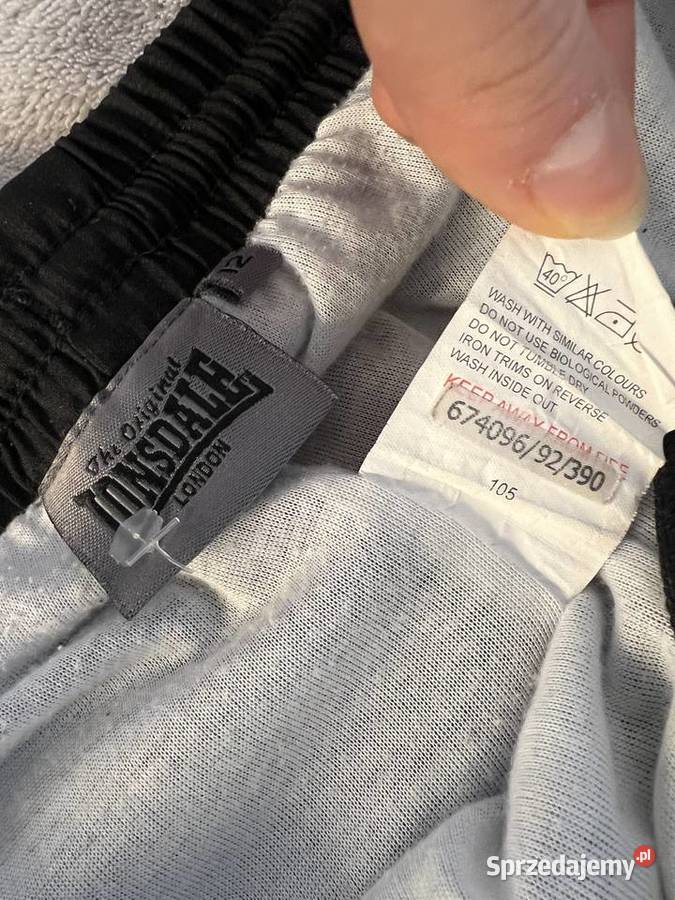 12
The Original
LONSDALE
LONDON
40°
WASH WITH SIMILAR COLOURS
DO NOT USE BIOLOGICAL POWDERS
DO NOT TUMBLE DRY
IRON TRIMS ON REVERSE
WASH INSIDE OUT
KEEP AWAY FROM FIRE
674096/92/390
105
Sprzedajemy.pl